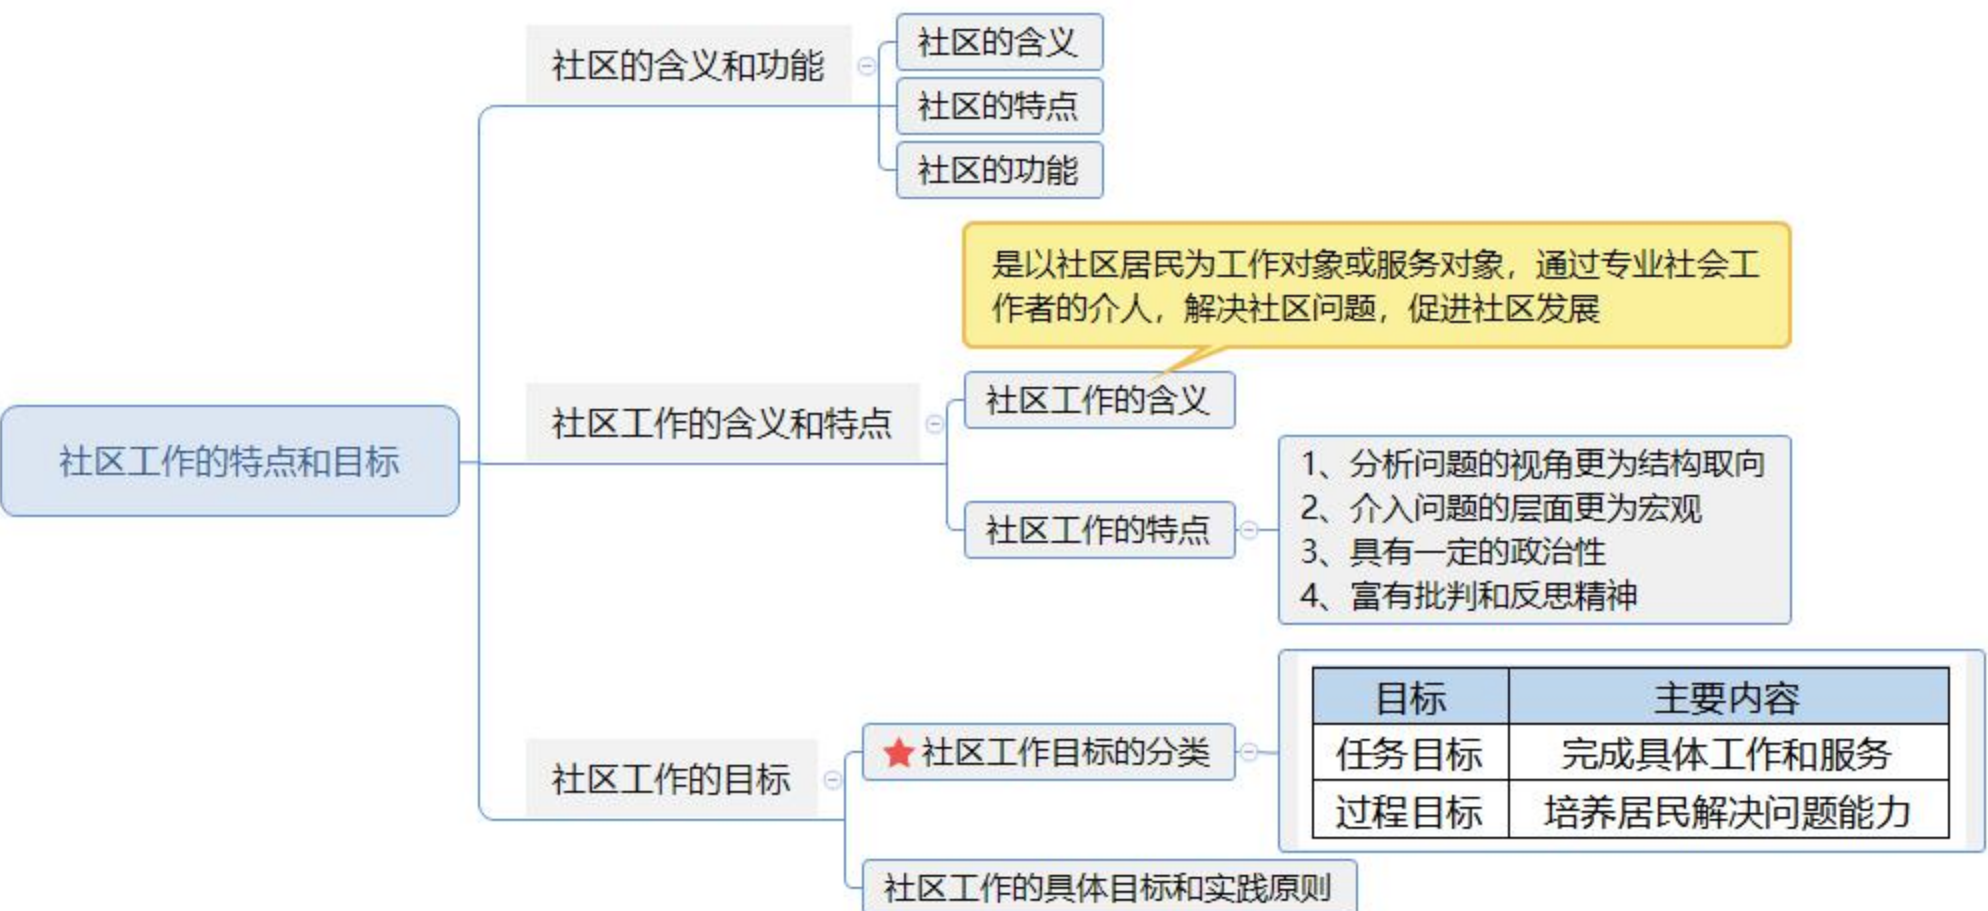 社区的含义和功能
社区的含义
社区的特点
社区的功能
是以社区居民为工作对象或服务对象，通过专业社会工
作者的介人，解决社区问题，促进社区发展
社区工作的特点和目标
社区工作的含义和特点
社区工作的含义
社区工作的特点
1、分析问题的视角更为结构取向
2、介入问题的层面更为宏观
3、具有一定的政治性
4、富有批判和反思精神
社区工作的目标
社区工作目标的分类
目标 主要内容
任务目标 完成具体工作和服务
过程目标 培养居民解决问题能力
社区工作的具体目标和实践原则